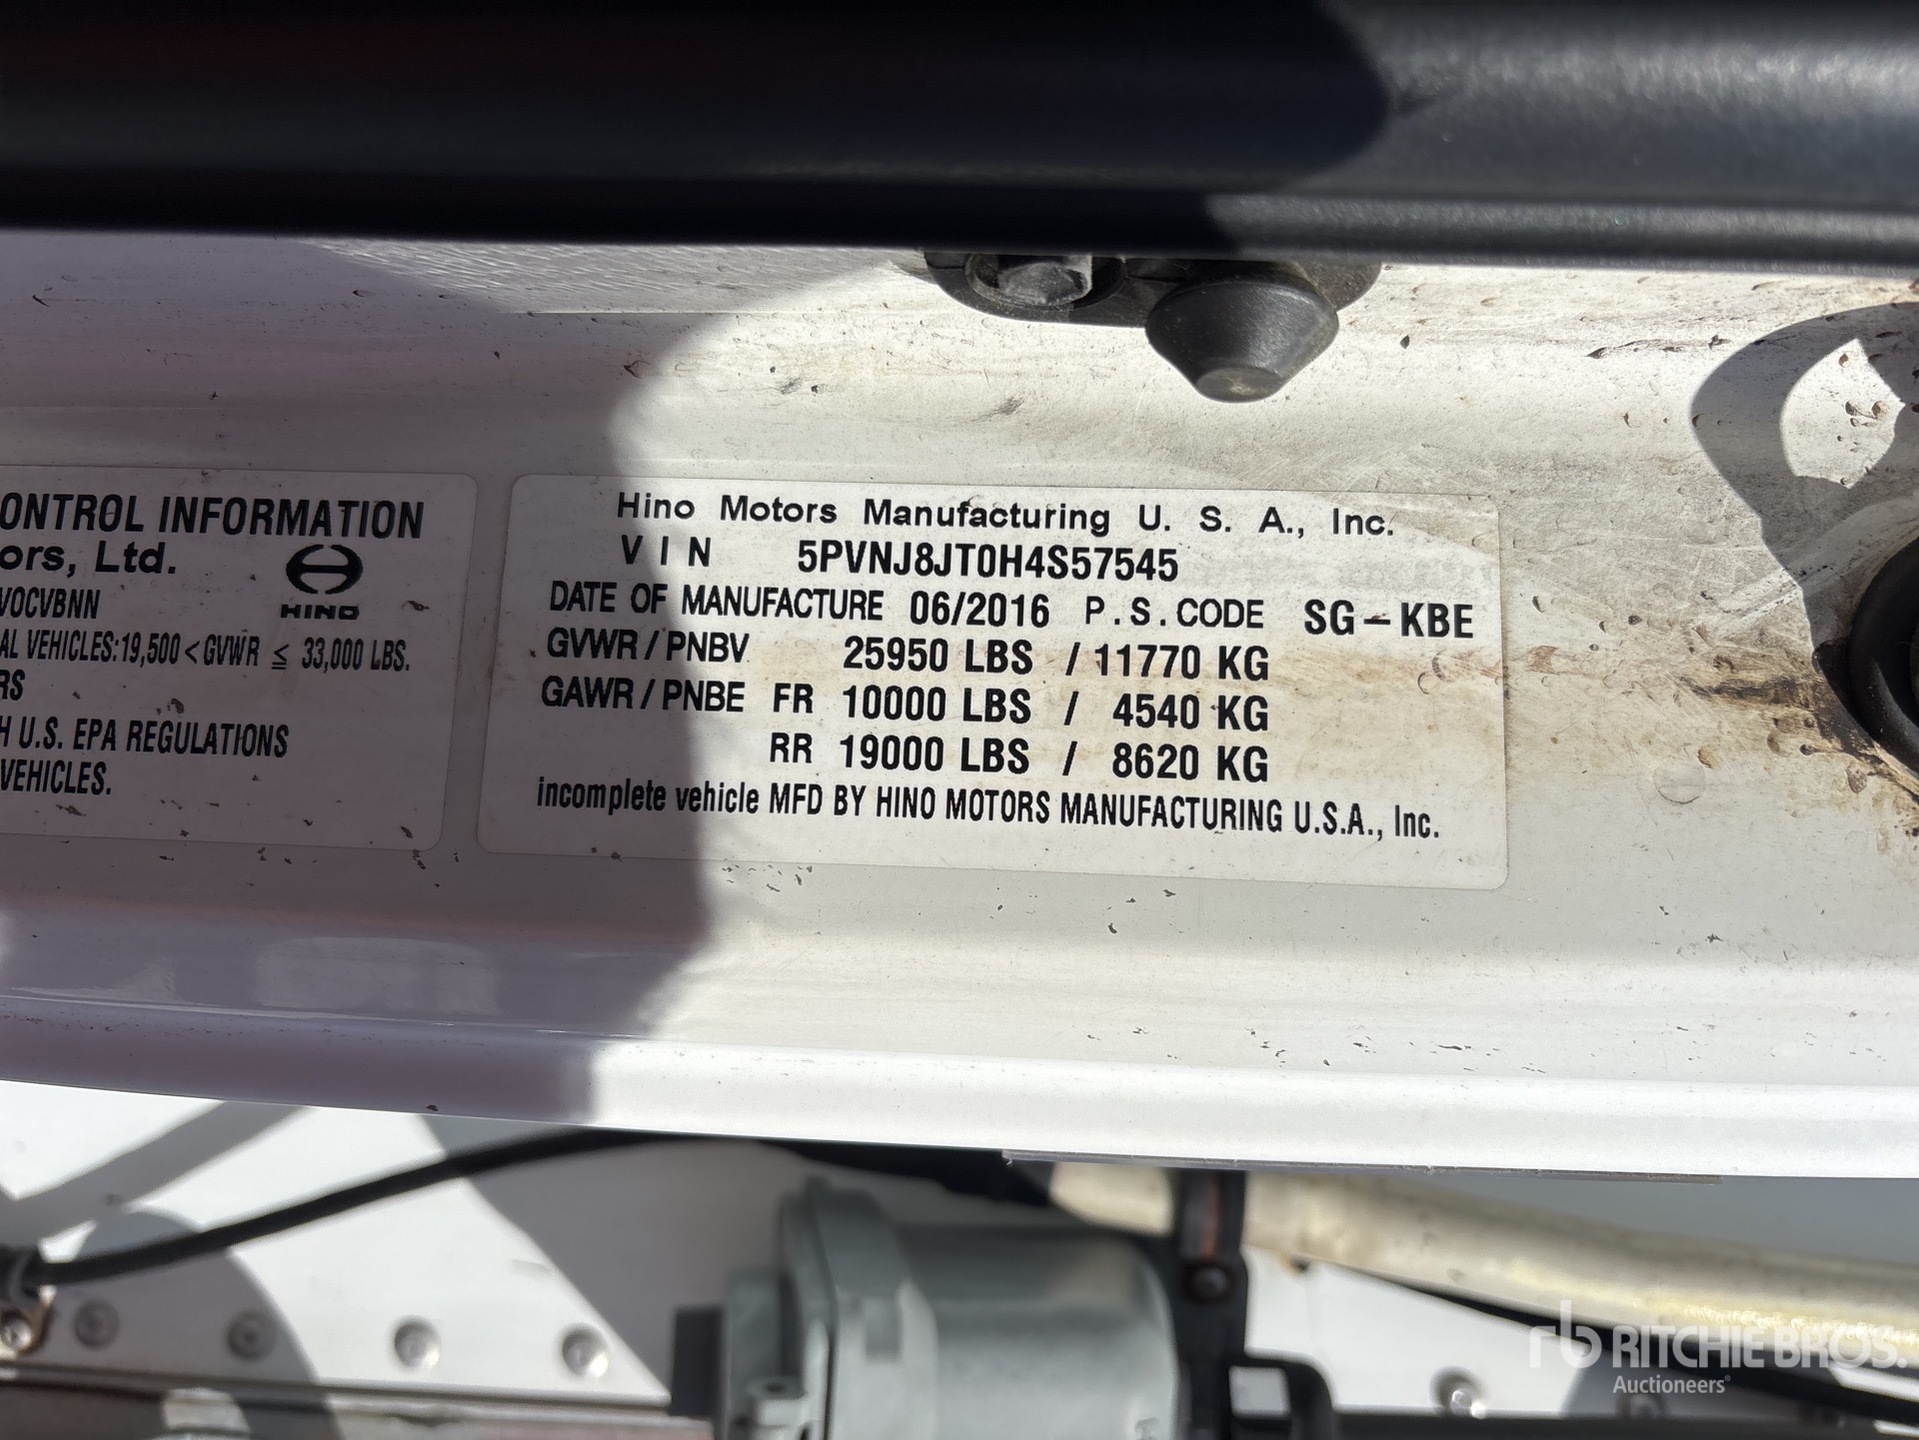 ONTROL INFORMATION
ors, Ltd.
HINO
VOCVBNN
AL VEHICLES:19,500 < GVWR ≤ 33,000 LBS.
RS
H U.S. EPA REGULATIONS
VEHICLES.
Hino Motors Manufacturing U. S. A., Inc.
VIN 5PVNJ8JT0H4S57545
DATE OF MANUFACTURE 06/2016 P.S.CODE SG-KBE
GVWR/PNBV 25950 LBS / 11770 KG
GAWR/PNBE FR 10000 LBS / 4540 KG
RR 19000 LBS / 8620 KG
incomplete vehicle MFD BY HINO MOTORS MANUFACTURING U.S.A., Inc.
rb RITCHIE BROS.
Auctioneers